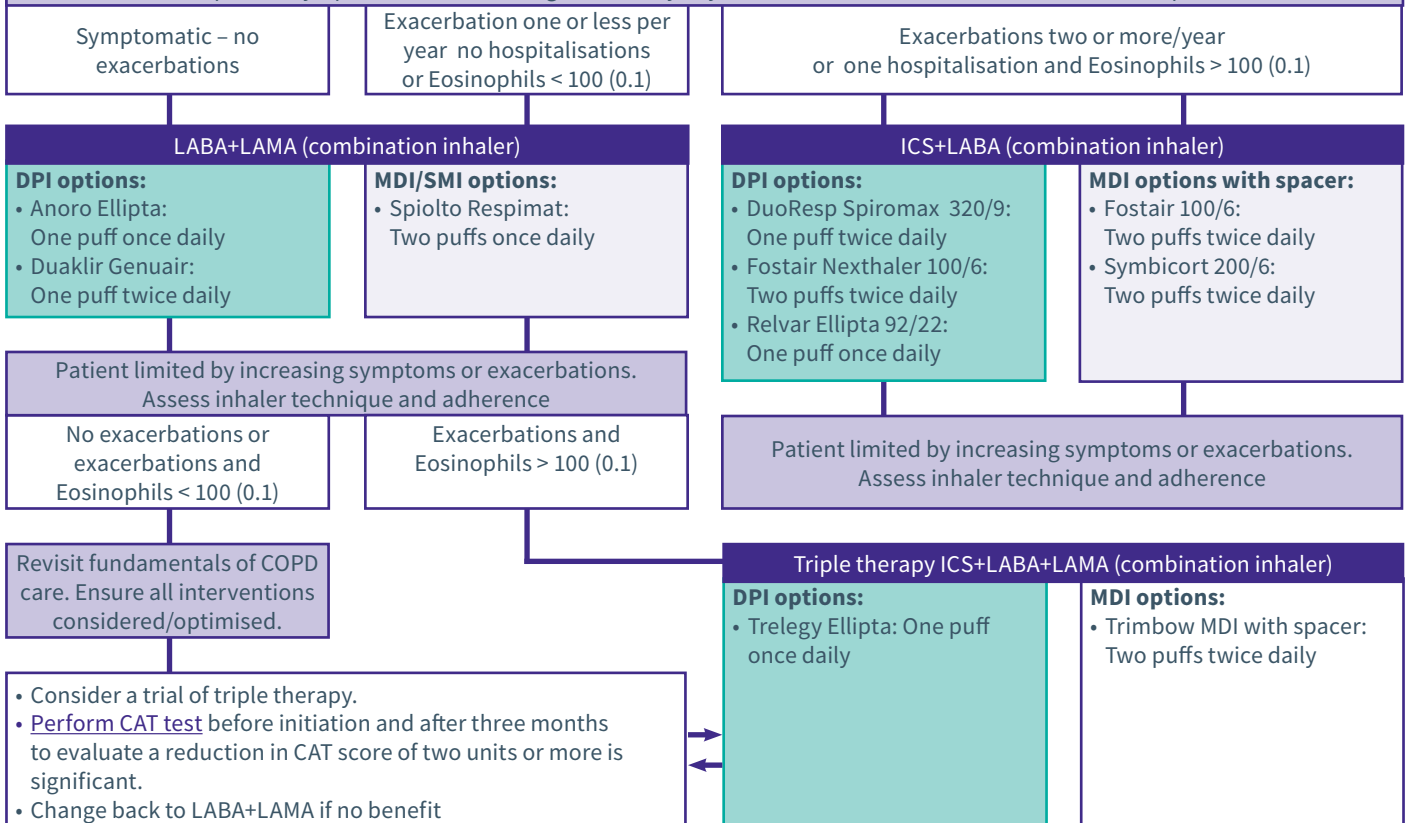 Symptomatic – no
exacerbations
Exacerbation one or less per
year no hospitalisations
or Eosinophils < 100 (0.1)
Exacerbations two or more/year
or one hospitalisation and Eosinophils > 100 (0.1)
LABA+LAMA (combination inhaler)
DPI options:
• Anoro Ellipta:
One puff once daily
• Duaklir Genuair:
One puff twice daily
MDI/SMI options:
• Spiolto Respimat:
Two puffs once daily
ICS+LABA (combination inhaler)
DPI options:
• DuoResp Spiromax 320/9:
One puff twice daily
• Fostair Nexthaler 100/6:
Two puffs twice daily
• Relvar Ellipta 92/22:
One puff once daily
MDI options with spacer:
• Fostair 100/6:
Two puffs twice daily
• Symbicort 200/6:
Two puffs twice daily
Patient limited by increasing symptoms or exacerbations.
Assess inhaler technique and adherence
No exacerbations or
exacerbations and
Eosinophils < 100 (0.1)
Exacerbations and
Eosinophils > 100 (0.1)
Patient limited by increasing symptoms or exacerbations.
Assess inhaler technique and adherence
Revisit fundamentals of COPD
care. Ensure all interventions
considered/optimised.
Triple therapy ICS+LABA+LAMA (combination inhaler)
DPI options:
• Trelegy Ellipta: One puff
once daily
MDI options:
• Trimbow MDI with spacer:
Two puffs twice daily
• Consider a trial of triple therapy.
• Perform CAT test before initiation and after three months
to evaluate a reduction in CAT score of two units or more is
significant.
• Change back to LABA+LAMA if no benefit